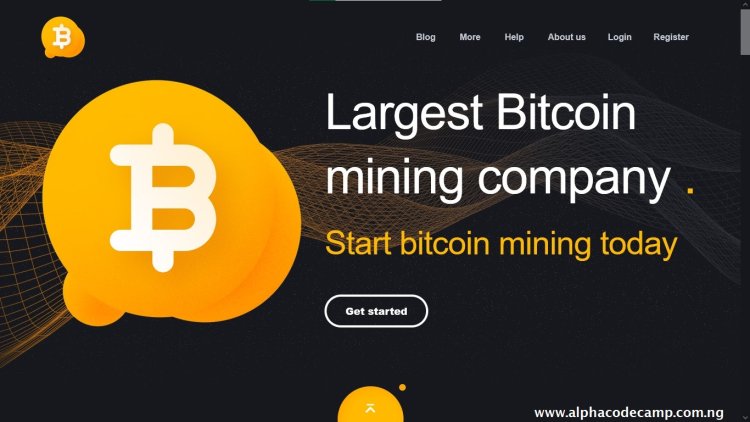 Blog More Help About us Login Register
Largest Bitcoin
mining company .
Start bitcoin mining today
Get started
www.alphacodecamp.com.ng